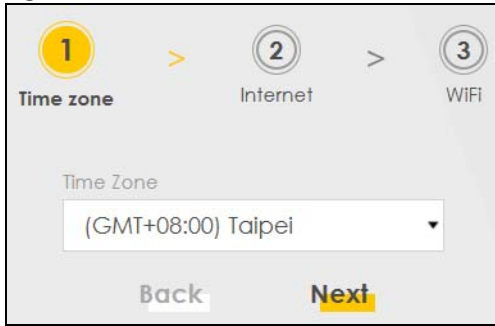 1 > 2 > 3
Time zone Internet WiFi
Time Zone
(GMT+08:00) Taipei
Back Next